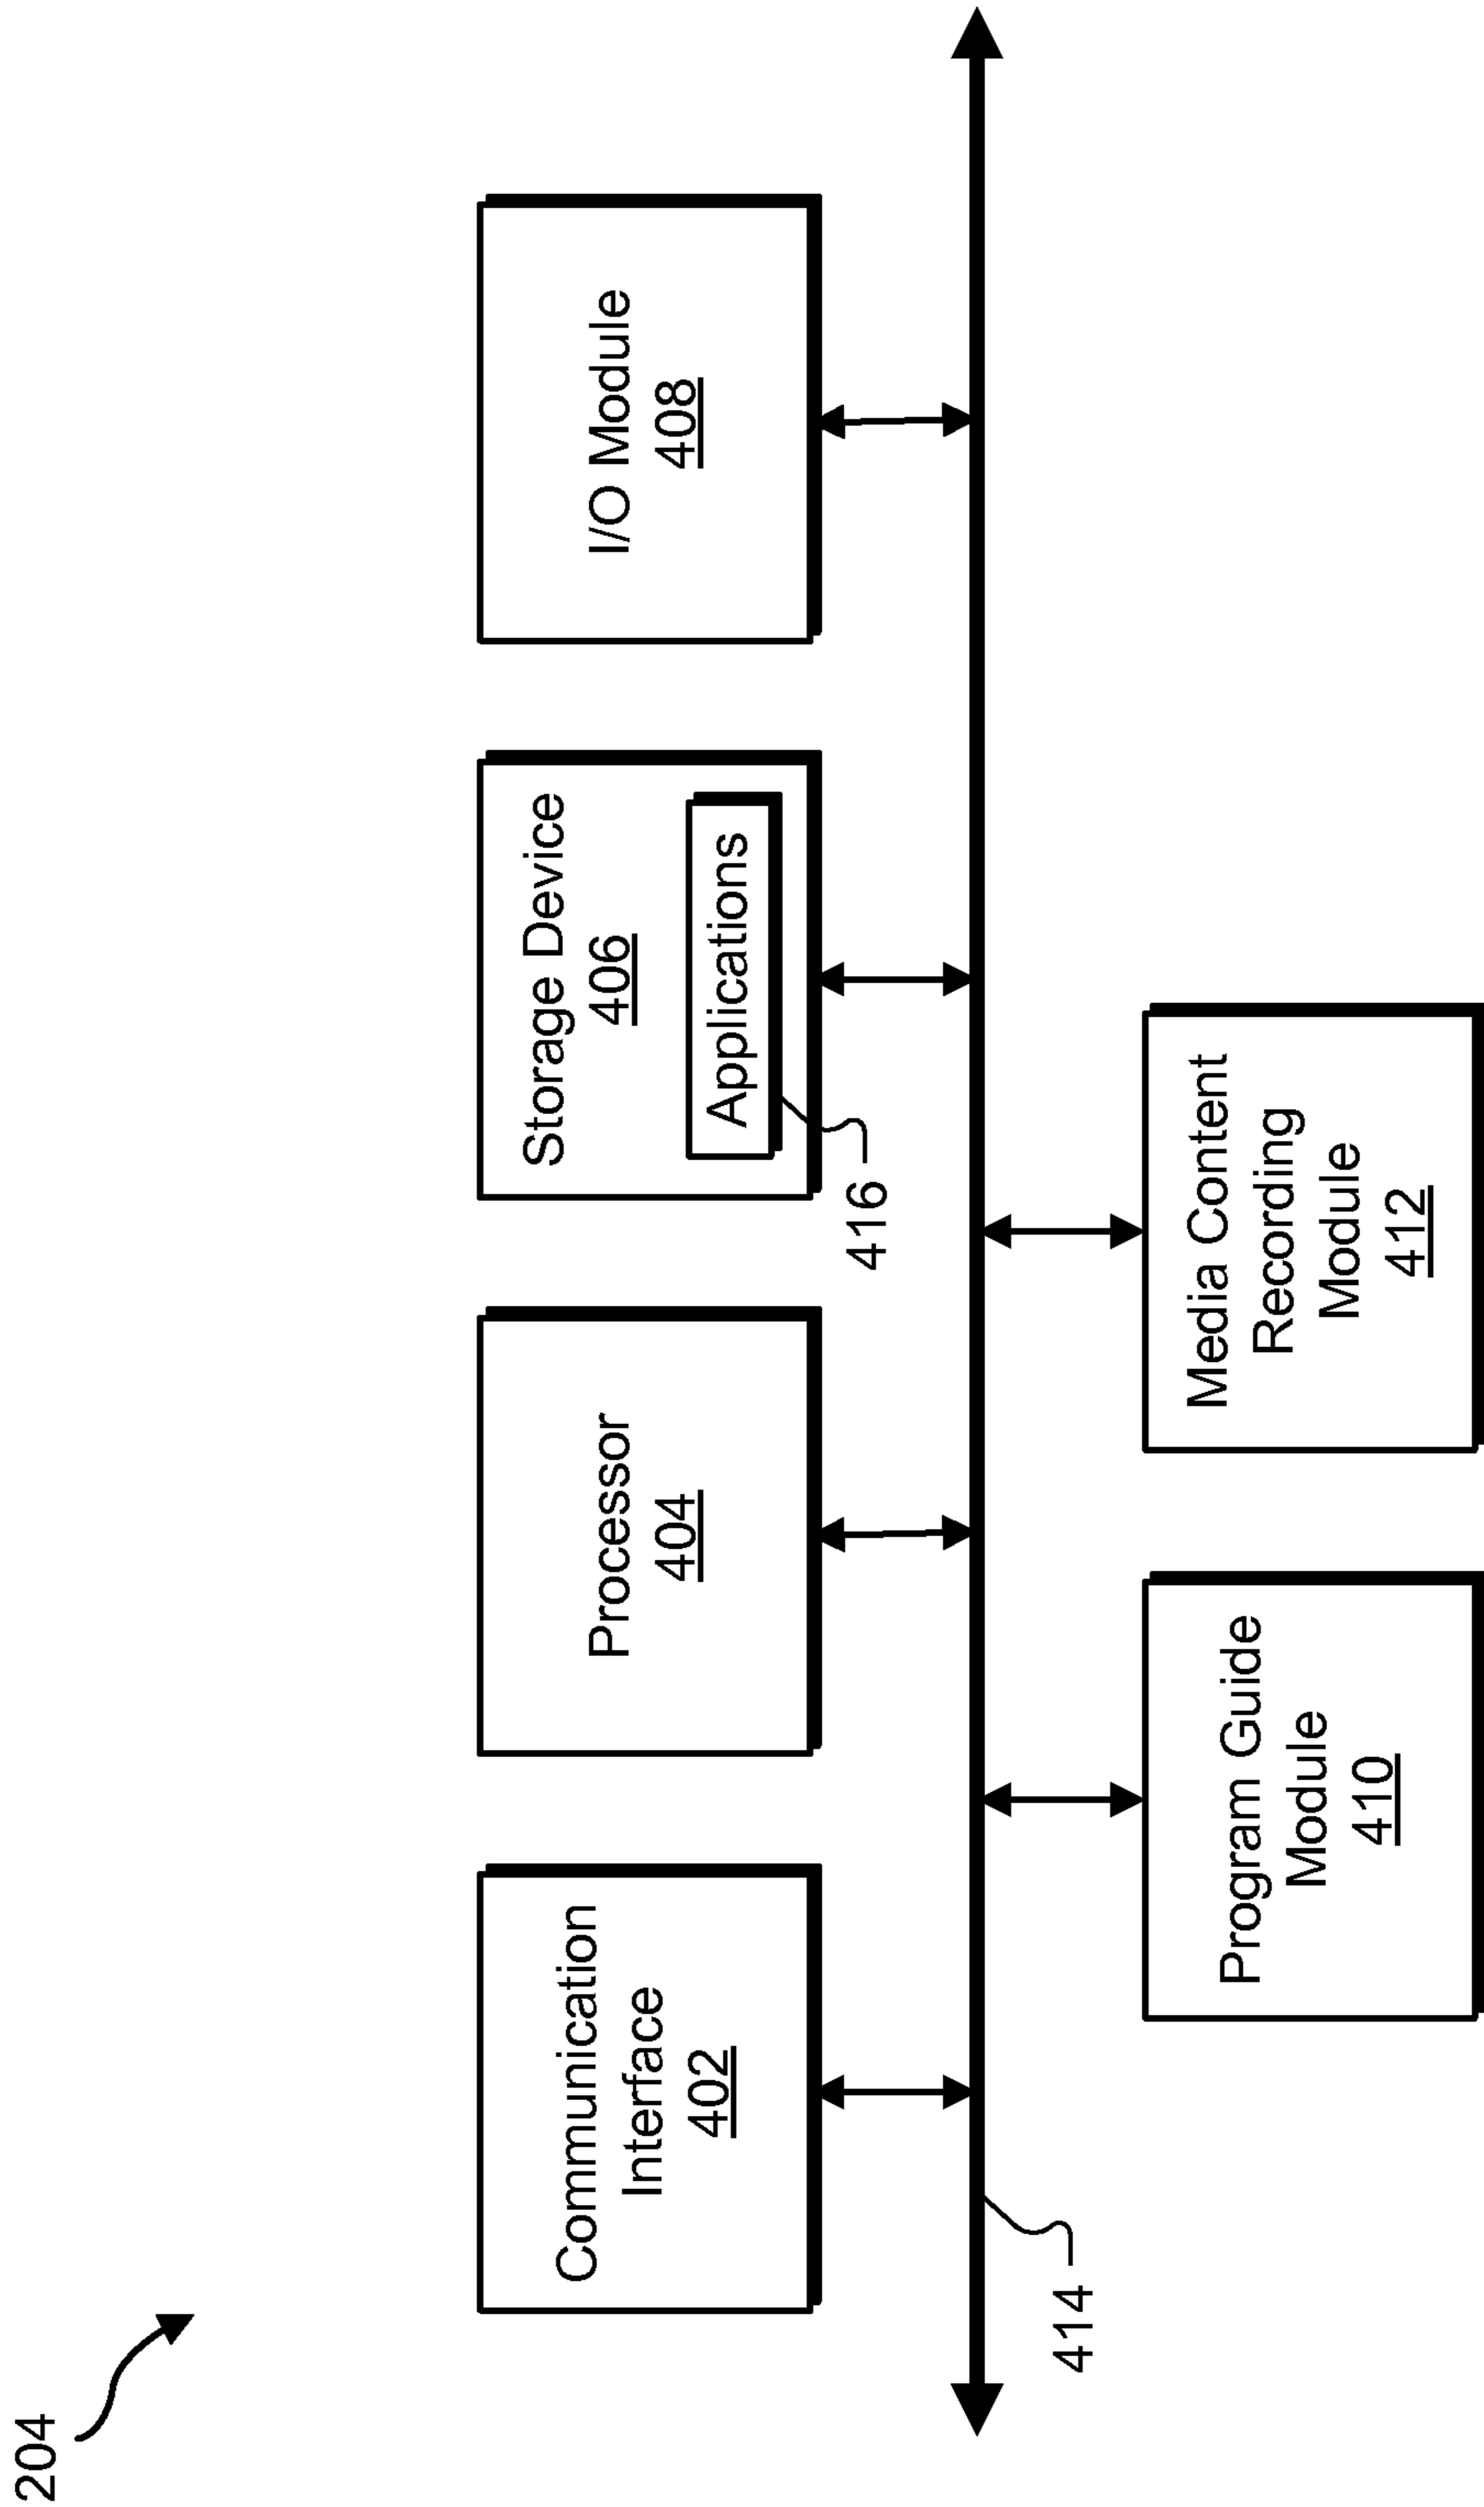 204
Communication
Interface
402
Processor
404
Storage Device
406
Applications
416
I/O Module
408
414
Program Guide
Module
410
Media Content
Recording
Module
412